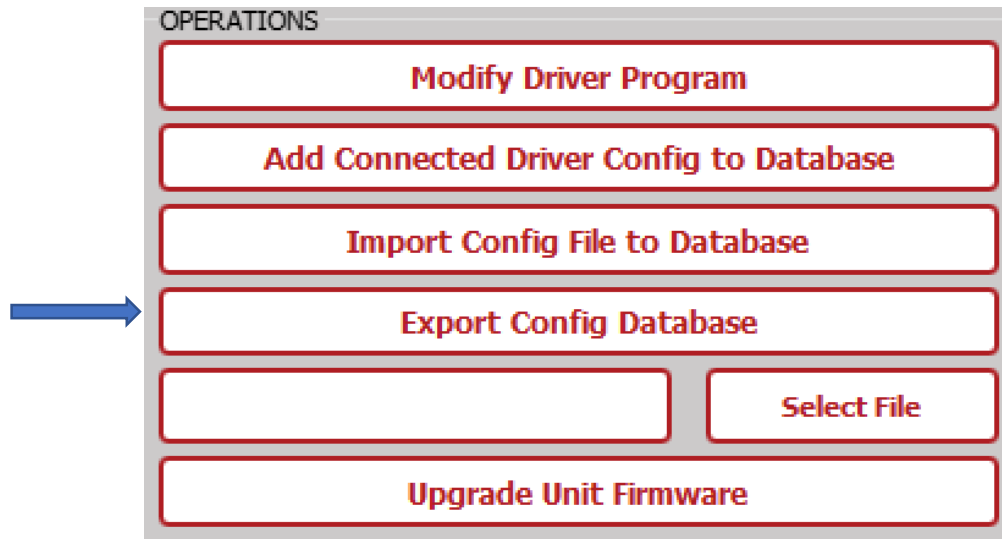 OPERATIONS
Modify Driver Program
Add Connected Driver Config to Database
Import Config File to Database
Export Config Database
Select File
Upgrade Unit Firmware